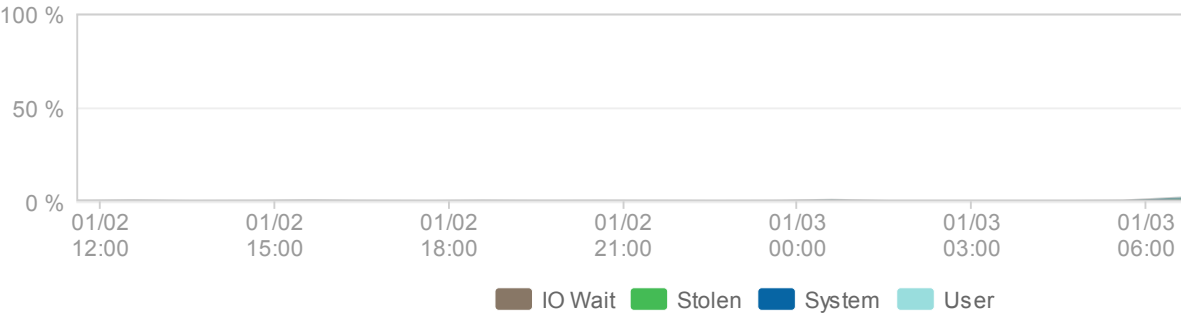 100 %
50 %
0 %
01/02 01/02 01/02 01/02 01/03 01/03 01/03
12:00 15:00 18:00 21:00 00:00 03:00 06:00
IO Wait Stolen System User